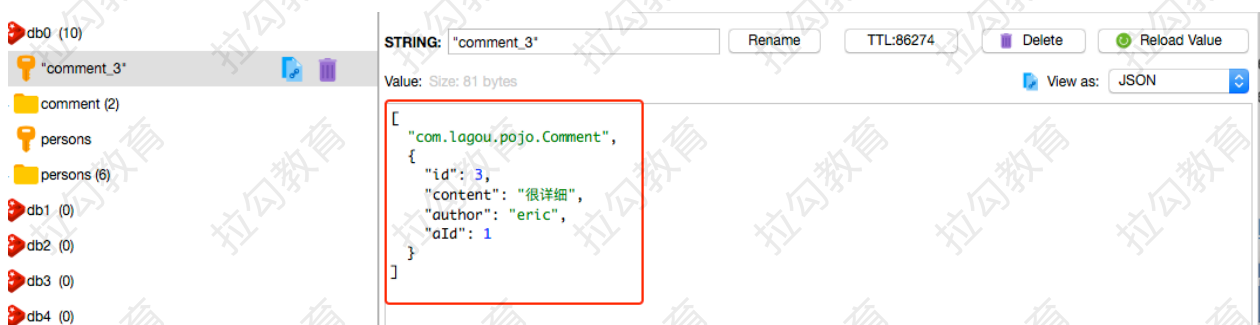 db0 (10)
"comment_3"
comment (2)
persons
persons (6)
db1 (0)
db2 (0)
db3 (0)
db4 (0)
STRING: "comment_3" Rename TTL:86274 Delete Reload Value
Value: Size: 81 bytes View as: JSON
[
"com.lagou.pojo.Comment",
{
"id": 3,
"content": "很详细",
"author": "eric",
"aId": 1
}
]
拉勾教育